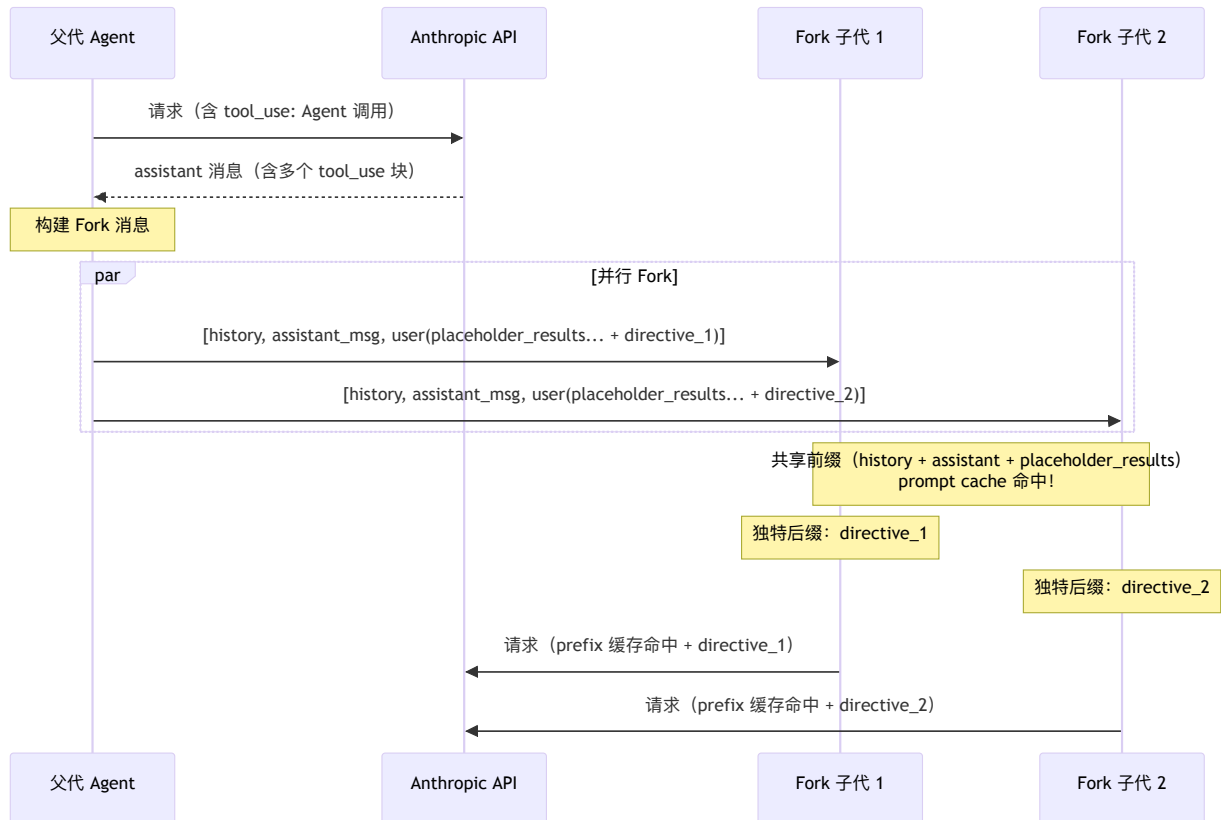 父代 Agent
Anthropic API
Fork 子代 1
Fork 子代 2
请求（含 tool_use: Agent 调用）
assistant 消息（含多个 tool_use 块）
构建 Fork 消息
par
[并行 Fork]
[history, assistant_msg, user(placeholder_results... + directive_1)]
[history, assistant_msg, user(placeholder_results... + directive_2)]
共享前缀（history + assistant + placeholder_results）
prompt cache 命中！
独特后缀：directive_1
独特后缀：directive_2
请求（prefix 缓存命中 + directive_1）
请求（prefix 缓存命中 + directive_2）
父代 Agent
Anthropic API
Fork 子代 1
Fork 子代 2